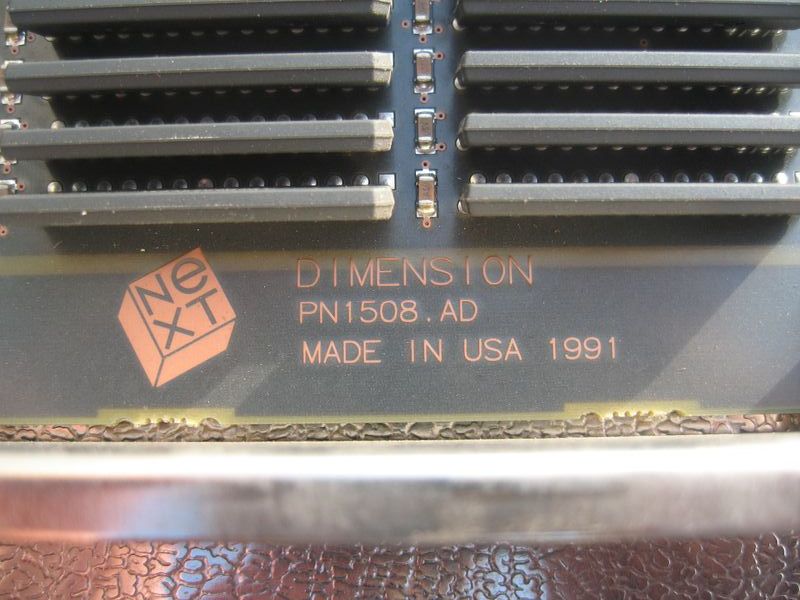 NeXT
DIMENSION
PN1508.AD
MADE IN USA 1991